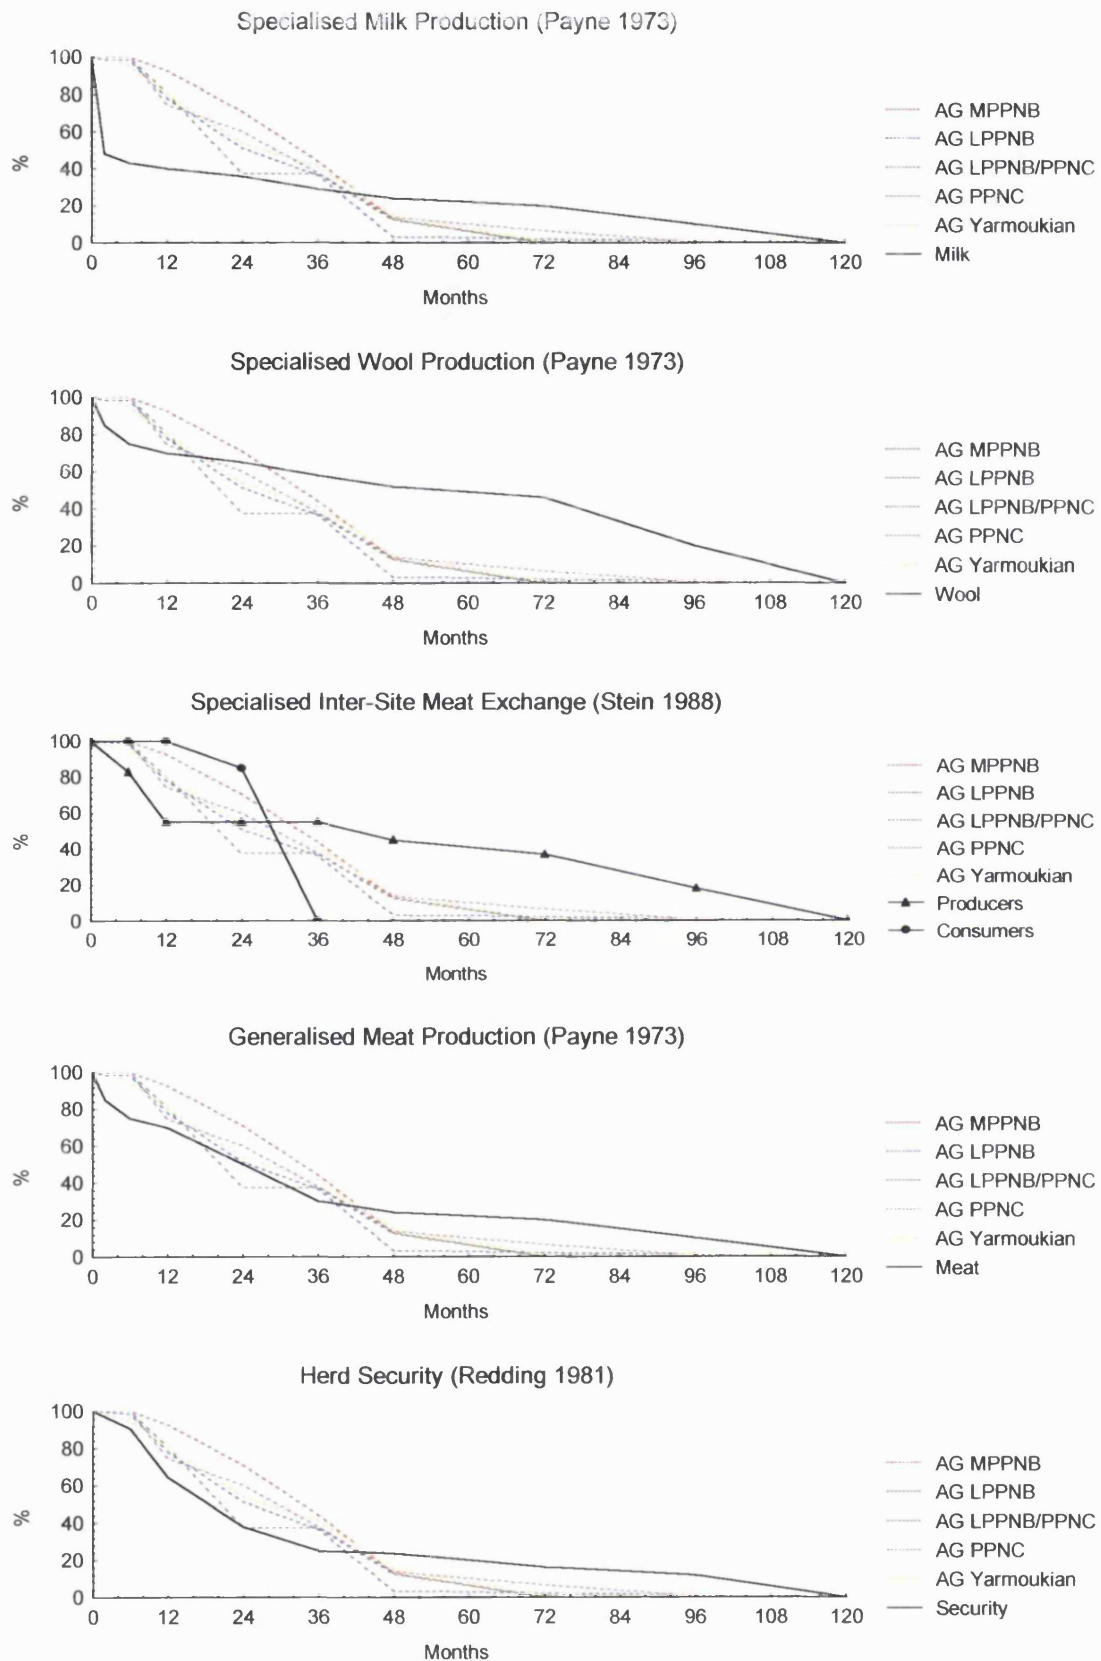 Specialised Milk Production (Payne 1973)
100
80
60
40
20
0
%
0 12 24 36 48 60 72 84 96 108 120
Months
AG MPPNB
AG LPPNB
AG LPPNB/PPNC
AG PPNC
AG Yarmoukian
Milk
Specialised Wool Production (Payne 1973)
100
80
60
40
20
0
%
0 12 24 36 48 60 72 84 96 108 120
Months
AG MPPNB
AG LPPNB
AG LPPNB/PPNC
AG PPNC
AG Yarmoukian
Wool
Specialised Inter-Site Meat Exchange (Stein 1988)
100
80
60
40
20
0
%
0 12 24 36 48 60 72 84 96 108 120
Months
AG MPPNB
AG LPPNB
AG LPPNB/PPNC
AG PPNC
AG Yarmoukian
Producers
Consumers
Generalised Meat Production (Payne 1973)
100
80
60
40
20
0
%
0 12 24 36 48 60 72 84 96 108 120
Months
AG MPPNB
AG LPPNB
AG LPPNB/PPNC
AG PPNC
AG Yarmoukian
Meat
Herd Security (Redding 1981)
100
80
60
40
20
0
%
0 12 24 36 48 60 72 84 96 108 120
Months
AG MPPNB
AG LPPNB
AG LPPNB/PPNC
AG PPNC
AG Yarmoukian
Security